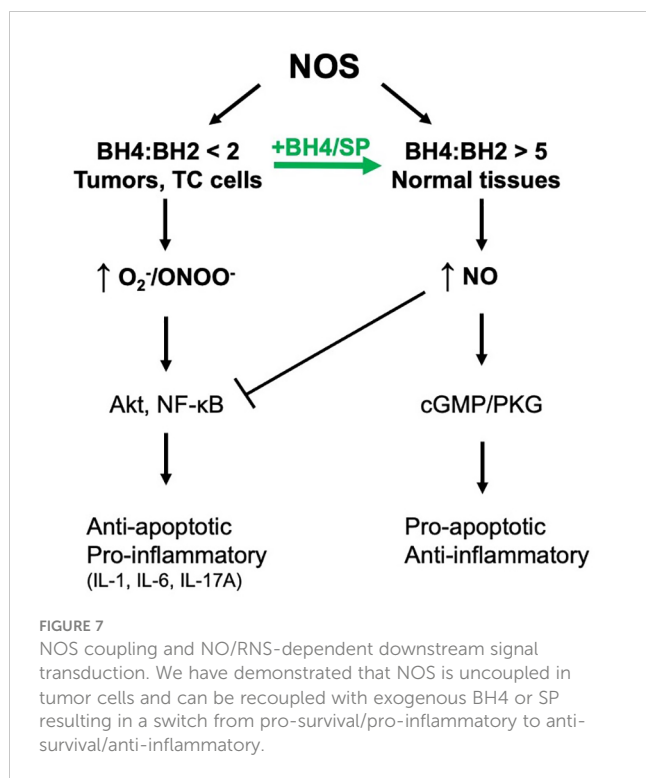 NOS
BH4:BH2 < 2
Tumors, TC cells
+BH4/SP
BH4:BH2 > 5
Normal tissues
↑ O₂⁻/ONOO⁻
↑ NO
Akt, NF-κB
cGMP/PKG
Anti-apoptotic
Pro-inflammatory
(IL-1, IL-6, IL-17A)
Pro-apoptotic
Anti-inflammatory
FIGURE 7
NOS coupling and NO/RNS-dependent downstream signal
transduction. We have demonstrated that NOS is uncoupled in
tumor cells and can be recoupled with exogenous BH4 or SP
resulting in a switch from pro-survival/pro-inflammatory to anti-
survival/anti-inflammatory.